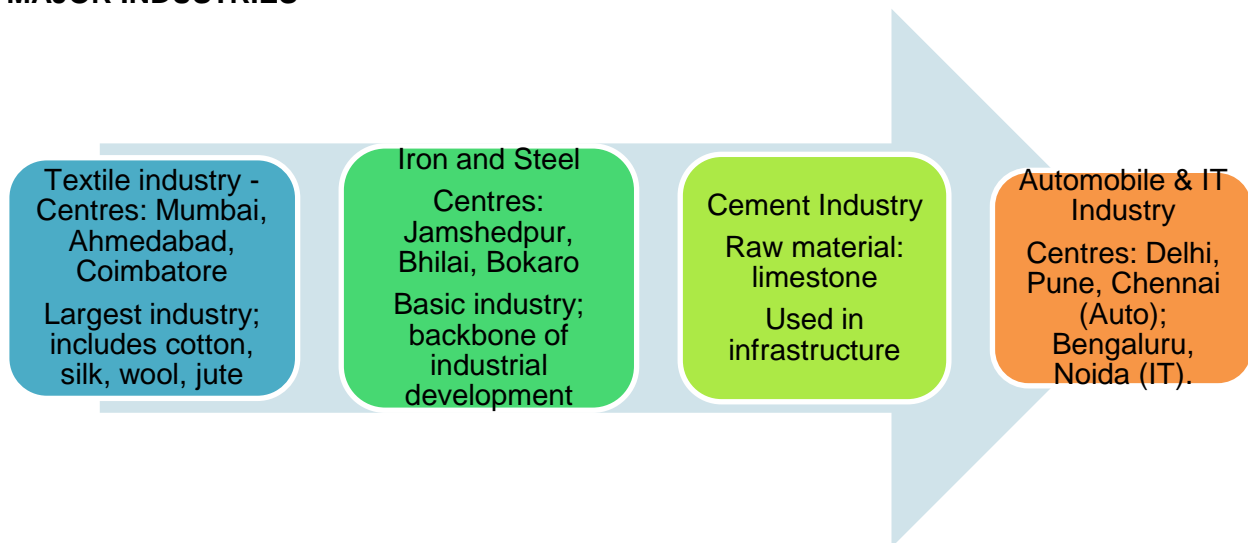 MAJOR INDUSTRIES
Textile industry -
Centres: Mumbai,
Ahmedabad,
Coimbatore
Largest industry;
includes cotton,
silk, wool, jute
Iron and Steel
Centres:
Jamshedpur,
Bhilai, Bokaro
Basic industry;
backbone of
industrial
development
Cement Industry
Raw material:
limestone
Used in
infrastructure
Automobile & IT
Industry
Centres: Delhi,
Pune, Chennai
(Auto);
Bengaluru,
Noida (IT).